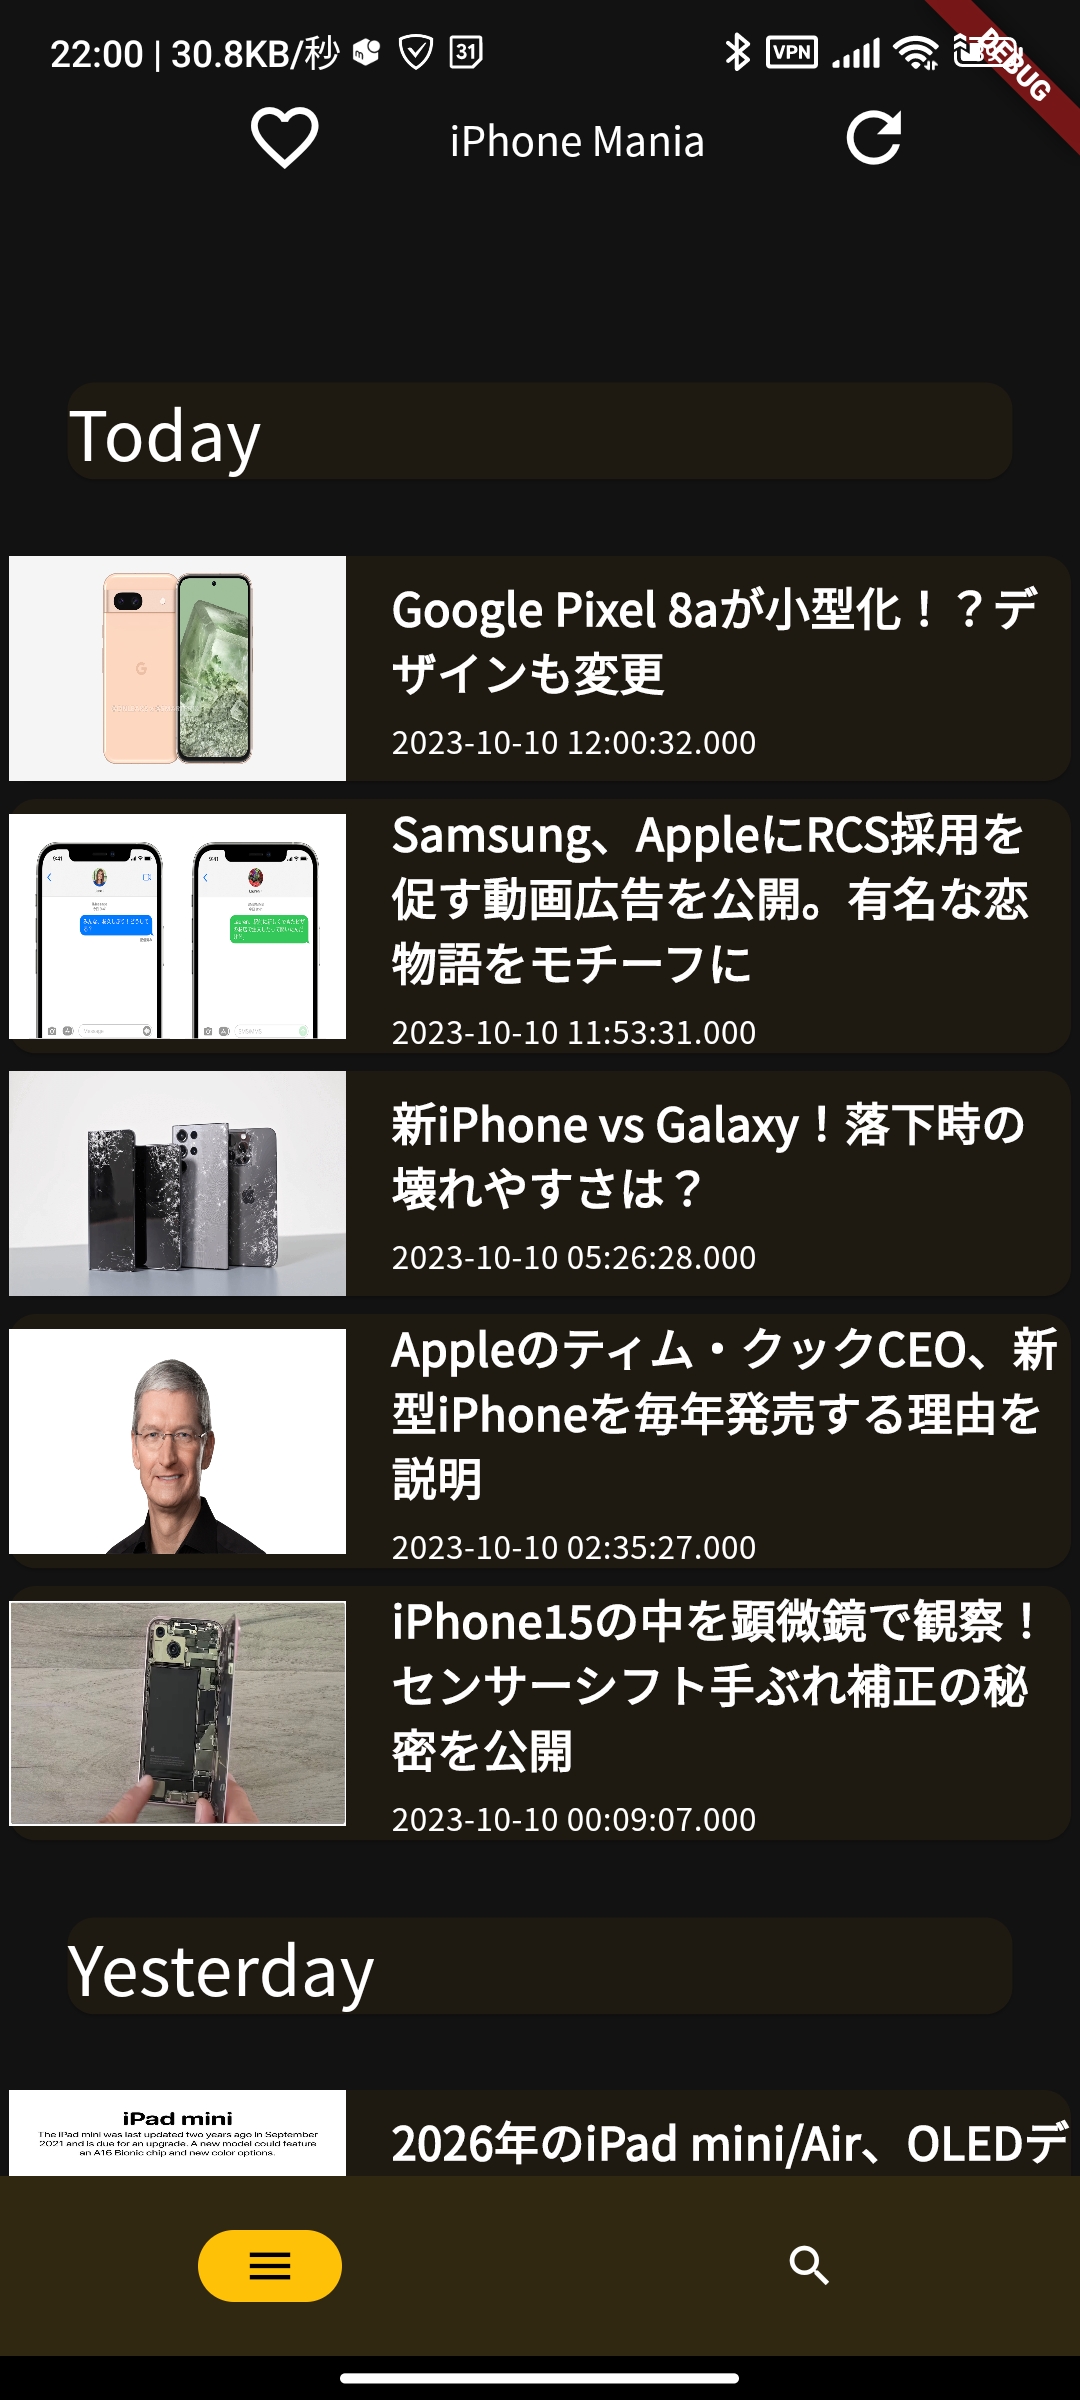 22:00 | 30.8KB/秒
31
VPN
DEBUG
iPhone Mania
Today
Google Pixel 8aが小型化！？デ
ザインも変更
2023-10-10 12:00:32.000
Samsung、AppleにRCS採用を
促す動画広告を公開。有名な恋
物語をモチーフに
2023-10-10 11:53:31.000
新iPhone vs Galaxy！落下時の
壊れやすさは？
2023-10-10 05:26:28.000
Appleのティム・クックCEO、新
型iPhoneを毎年発売する理由を
説明
2023-10-10 02:35:27.000
iPhone15の中を顕微鏡で観察！
センサーシフト手ぶれ補正の秘
密を公開
2023-10-10 00:09:07.000
Yesterday
iPad mini
The iPad mini was last updated two years ago in September
2021 and is due for an upgrade. A new model could feature
an A16 Bionic chip and new color options.
2026年のiPad mini/Air、OLEDデ